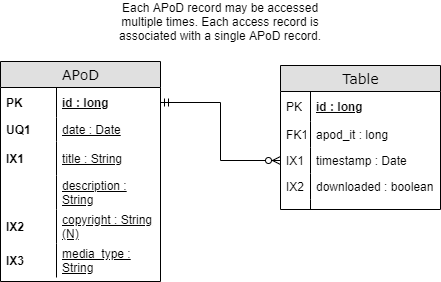 Each APoD record may be accessed
multiple times. Each access record is
associated with a single APoD record.
APoD
PK id : long
UQ1 date : Date
IX1 title : String
description :
String
IX2 copyright : String
(N)
IX3 media_type :
String
Table
PK id : long
FK1 apod_it : long
IX1 timestamp : Date
IX2 downloaded : boolean